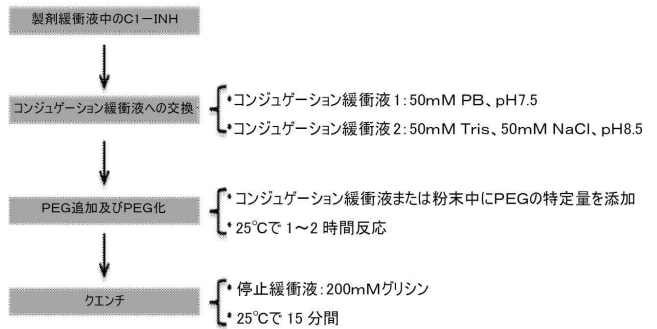 製剤緩衝液中のC1-INH
コンジュゲーション緩衝液への交換
•コンジュゲーション緩衝液1:50mM PB、pH7.5
•コンジュゲーション緩衝液2:50mM Tris、50mM NaCl、pH8.5
PEG追加及びPEG化
•コンジュゲーション緩衝液または粉末中にPEGの特定量を添加
•25℃で1~2時間反応
クエンチ
•停止緩衝液:200mMグリシン
•25℃で15分間